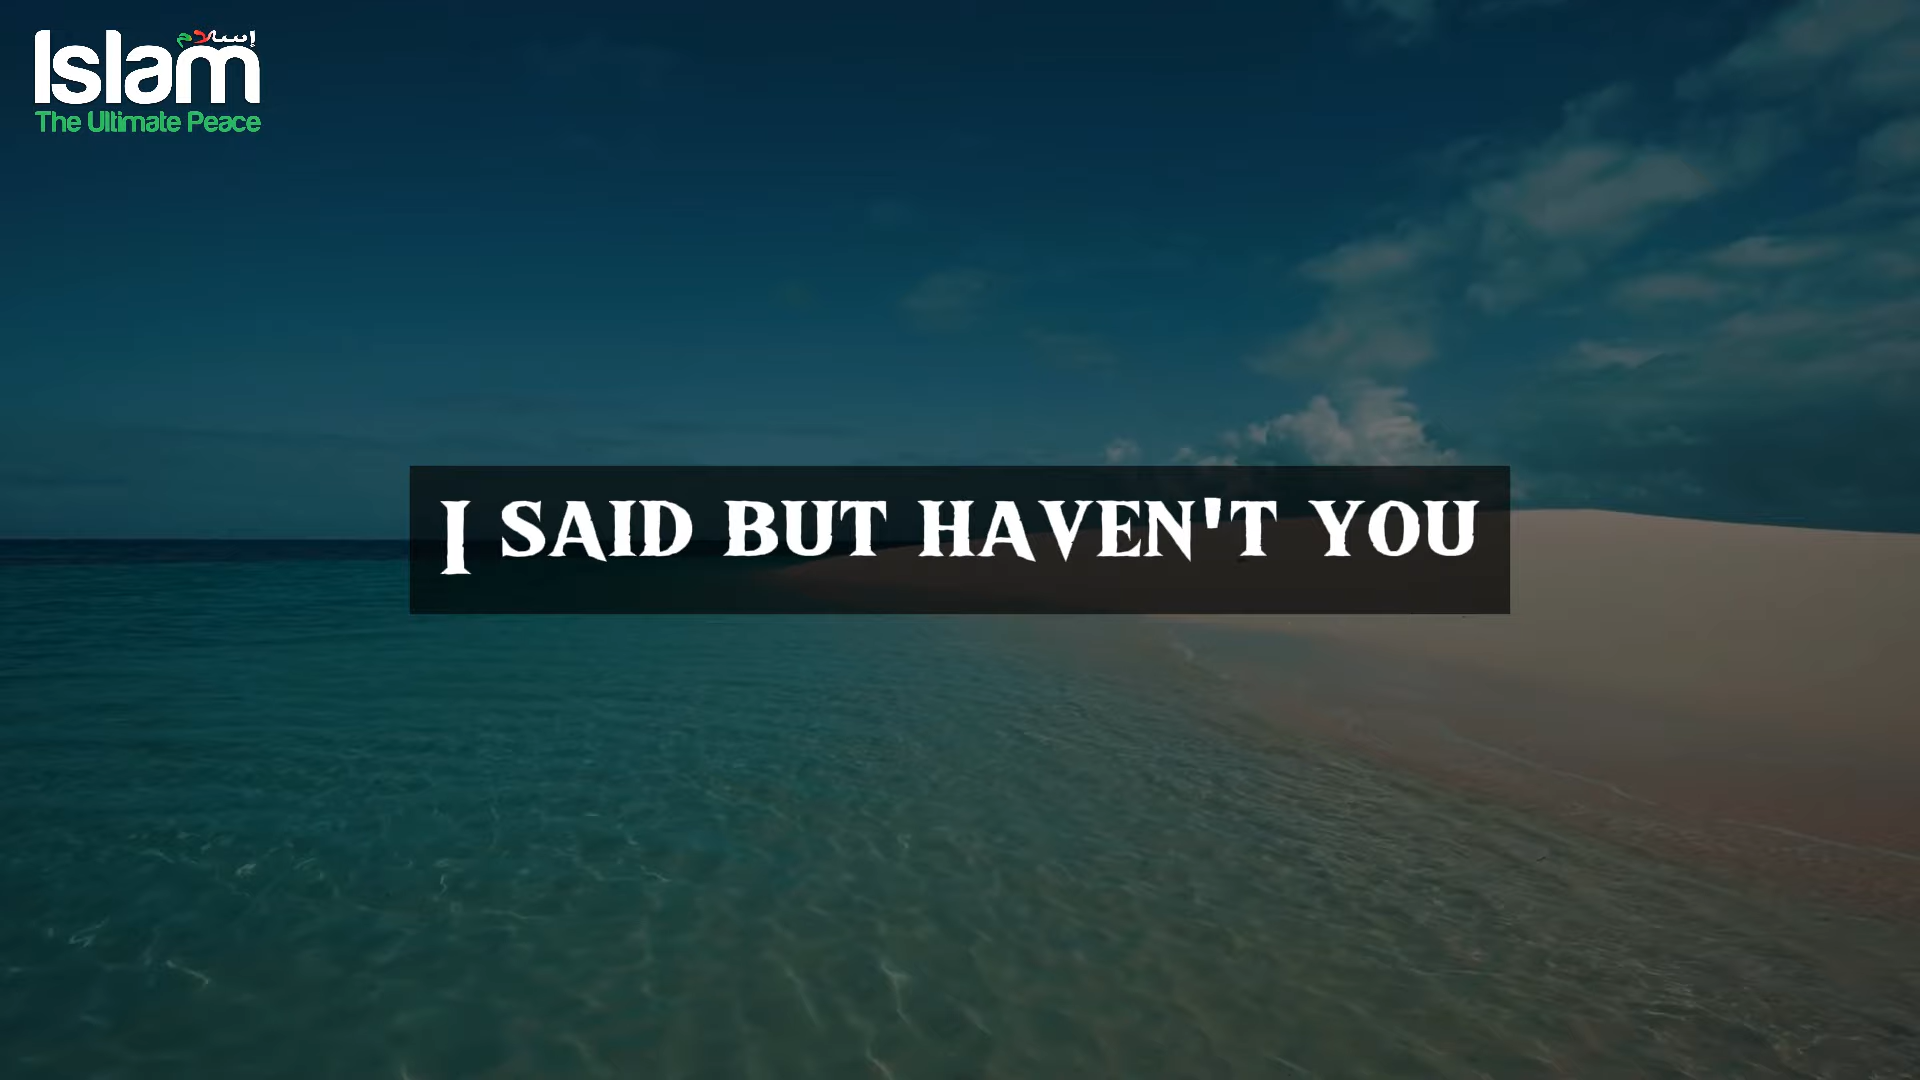 إسلام
Islam
The Ultimate Peace
I SAID BUT HAVEN'T YOU